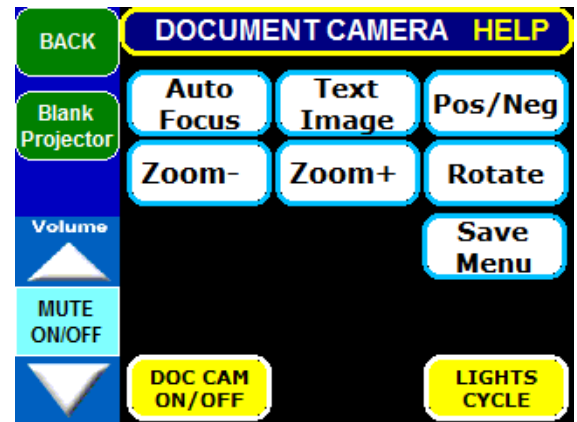 BACK
DOCUMENT CAMERA HELP
Blank
Projector
Auto
Focus
Text
Image
Pos/Neg
Zoom-
Zoom+
Rotate
Volume
Save
Menu
MUTE
ON/OFF
DOC CAM
ON/OFF
LIGHTS
CYCLE